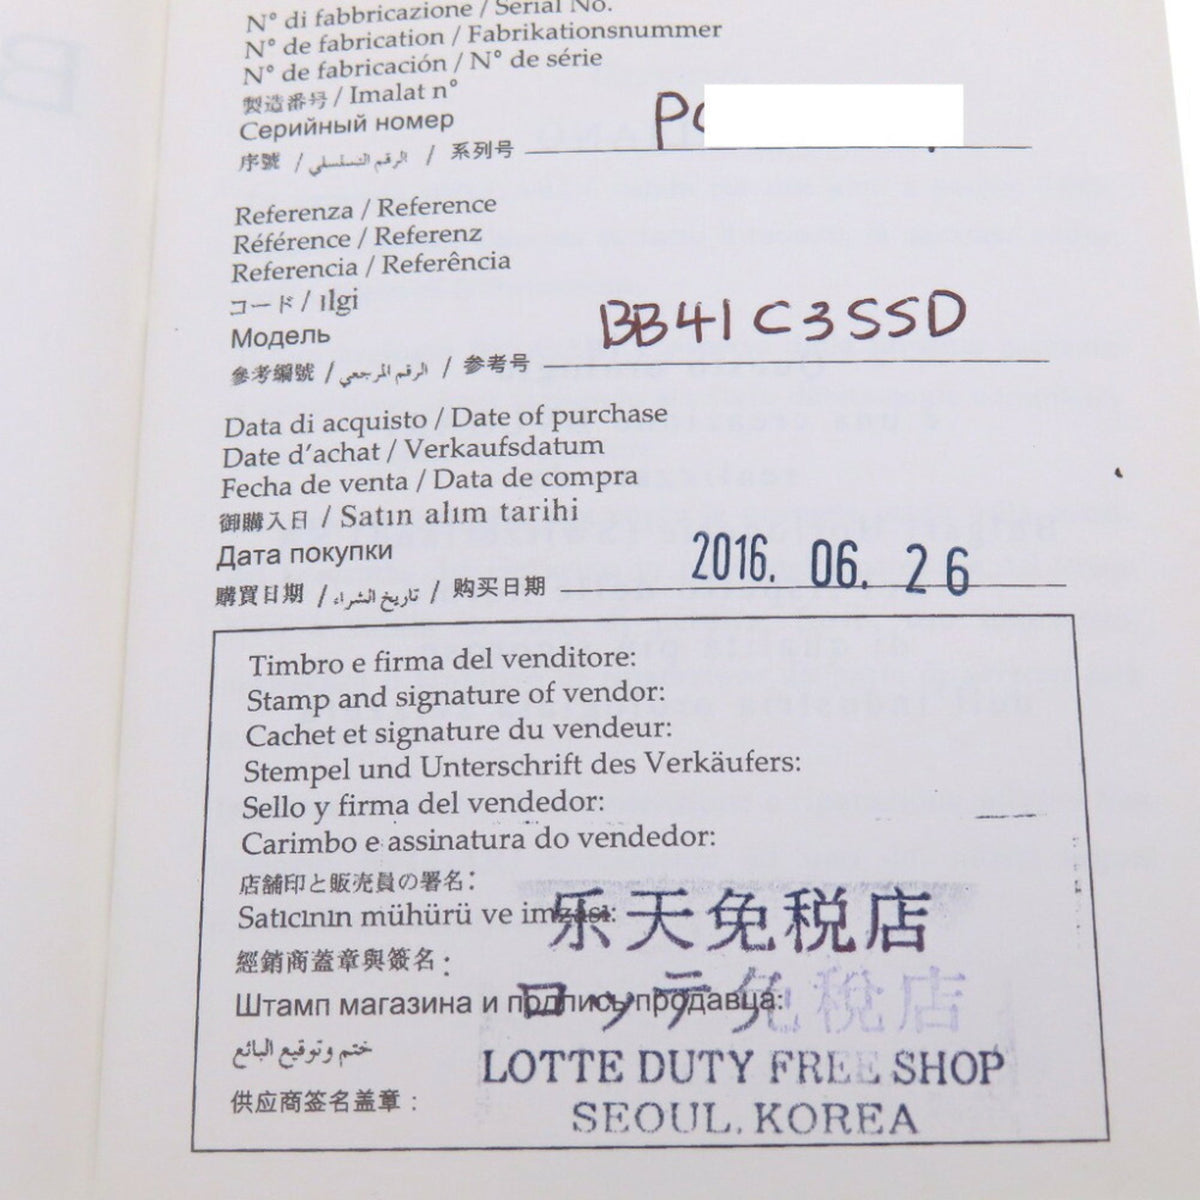 N° di fabbricazione / Serial No.
N° de fabrication / Fabrikationsnummer
N° de fabricación / N° de série
製造番号 / Imalat n°
Серийный номер
序號 / الرقم التسلسلي / 系列号
Referenza / Reference
Référence / Referenz
Referencia / Referência
コード / ılgi
Модель
BB41C3SSD
參考編號 / الرقم المرجعي / 参考号
Data di acquisto / Date of purchase
Date d'achat / Verkaufsdatum
Fecha de venta / Data de compra
御購入日 / Satın alım tarihi
Дата покупки
2016. 06. 26
購買日期 / تاريخ الشراء / 购买日期
Timbro e firma del venditore:
Stamp and signature of vendor:
Cachet et signature du vendeur:
Stempel und Unterschrift des Verkäufers:
Sello y firma del vendedor:
Carimbo e assinatura do vendedor:
店舗印と販売員の署名:
Satıcının mühürü ve imzası:
乐天免税店
經銷商蓋章與簽名:
Штамп магазина и подпись продавца:
ロッテ免税店
ختم وتوقيع البائع
LOTTE DUTY FREE SHOP
供应商签名盖章:
SEOUL. KOREA